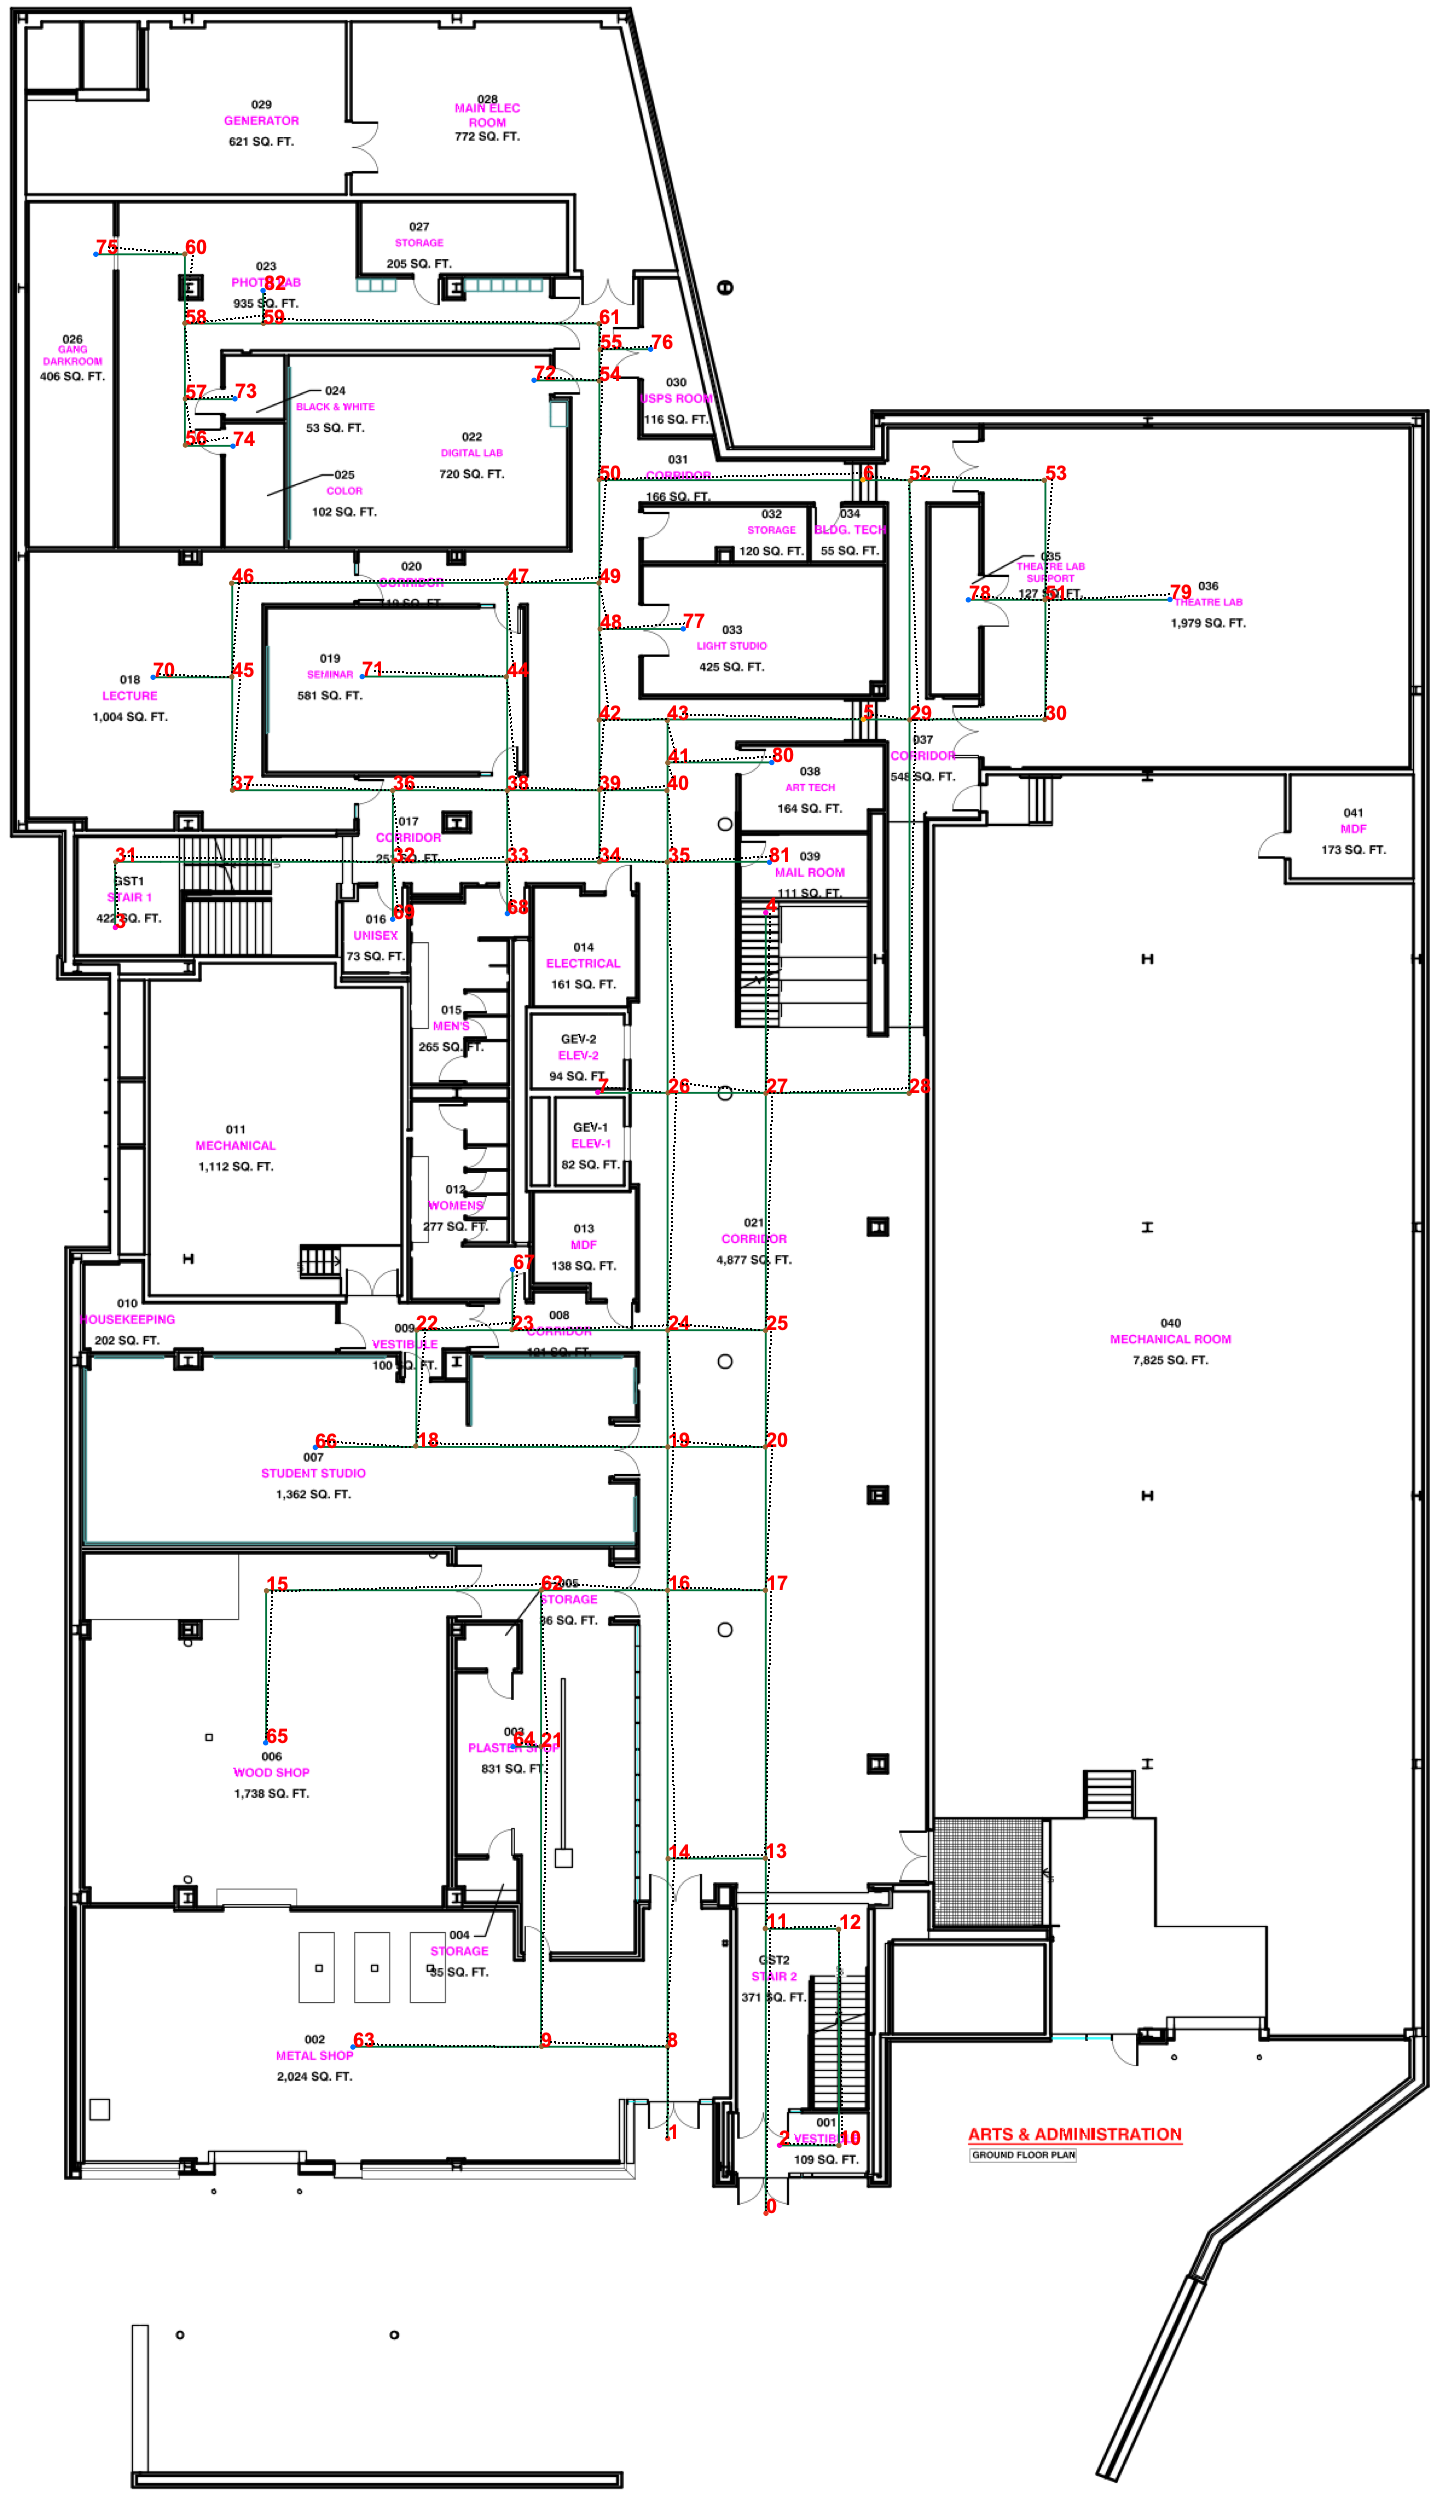 029
GENERATOR
621 SQ. FT.
028
MAIN ELEC
ROOM
772 SQ. FT.
027
STORAGE
205 SQ. FT.
75
60
023
PHOTO LAB
82
935 SQ. FT.
58
59
61
55
76
026
GANG
DARKROOM
406 SQ. FT.
72
54
57
73
024
BLACK & WHITE
53 SQ. FT.
030
USPS ROOM
116 SQ. FT.
56
74
022
DIGITAL LAB
720 SQ. FT.
025
COLOR
102 SQ. FT.
031
CORRIDOR
166 SQ. FT.
50
6
52
53
032
STORAGE
120 SQ. FT.
034
BLDG. TECH
55 SQ. FT.
035
THEATRE LAB
SUPPORT
127 SQ. FT.
78
51
79
036
THEATRE LAB
1,979 SQ. FT.
020
CORRIDOR
46
47
49
48
77
033
LIGHT STUDIO
425 SQ. FT.
019
SEMINAR
581 SQ. FT.
70
45
71
44
018
LECTURE
1,004 SQ. FT.
42
43
5
29
30
037
CORRIDOR
548 SQ. FT.
41
80
038
ART TECH
164 SQ. FT.
37
36
38
39
40
017
CORRIDOR
041
MDF
173 SQ. FT.
31
32
33
34
35
81
039
MAIL ROOM
111 SQ. FT.
GST1
STAIR 1
422 SQ. FT.
3
69
68
4
016
UNISEX
73 SQ. FT.
014
ELECTRICAL
161 SQ. FT.
015
MEN'S
265 SQ. FT.
GEV-2
ELEV-2
94 SQ. FT.
7
26
27
28
GEV-1
ELEV-1
82 SQ. FT.
011
MECHANICAL
1,112 SQ. FT.
012
WOMENS
277 SQ. FT.
013
MDF
138 SQ. FT.
021
CORRIDOR
4,877 SQ. FT.
67
010
HOUSEKEEPING
202 SQ. FT.
22
23
24
25
009
VESTIBULE
100 SQ. FT.
008
CORRIDOR
121 SQ. FT.
040
MECHANICAL ROOM
7,825 SQ. FT.
66
18
19
20
007
STUDENT STUDIO
1,362 SQ. FT.
15
62
16
17
005
STORAGE
36 SQ. FT.
65
64
21
003
PLASTER SHOP
831 SQ. FT.
006
WOOD SHOP
1,738 SQ. FT.
14
13
11
12
004
STORAGE
35 SQ. FT.
GST2
STAIR 2
371 SQ. FT.
63
9
8
002
METAL SHOP
2,024 SQ. FT.
1
2
10
001
VESTIBULE
109 SQ. FT.
0
ARTS & ADMINISTRATION
GROUND FLOOR PLAN